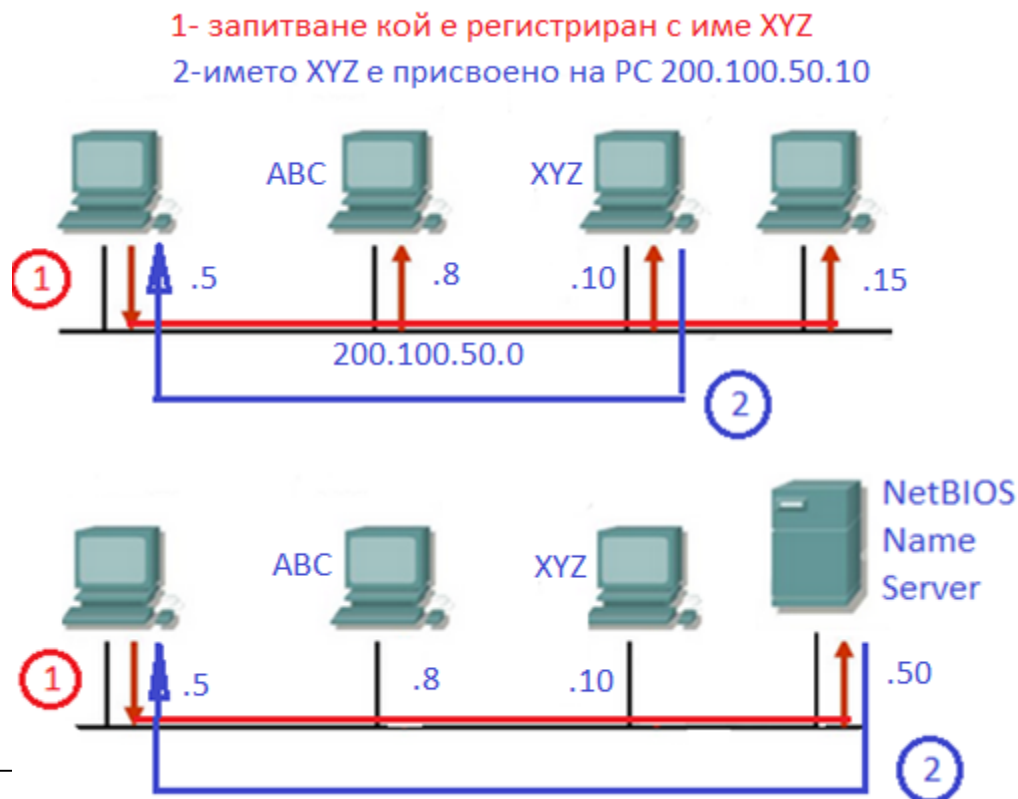 1- запитване кой е регистриран с име XYZ
2-името XYZ е присвоено на PC 200.100.50.10
ABC
XYZ
1
.5
.8
.10
.15
200.100.50.0
2
NetBIOS
Name
Server
ABC
XYZ
1
.5
.8
.10
.50
2